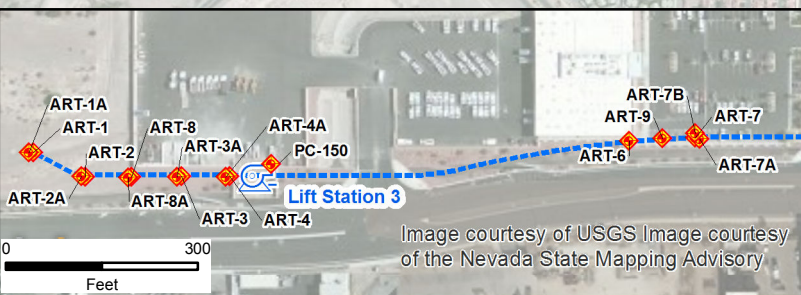 ART-7B
ART-1A
ART-8
ART-4A
ART-9
ART-7
ART-1
ART-2
ART-3A
PC-150
ART-6
ART-7A
ART-2A
ART-8A
Lift Station 3
ART-3
ART-4
Image courtesy of USGS Image courtesy
of the Nevada State Mapping Advisory
0 300
Feet